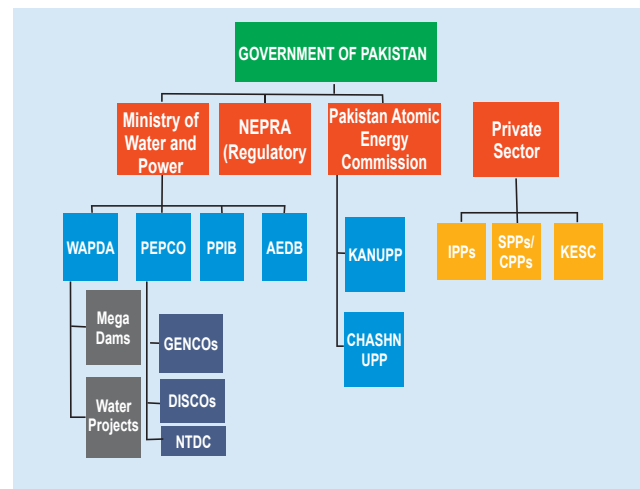 GOVERNMENT OF PAKISTAN
Ministry of
Water and
Power
NEPRA
(Regulatory
Pakistan Atomic
Energy
Commission
Private
Sector
WAPDA
PEPCO
PPIB
AEDB
KANUPP
IPPs
SPPs/
CPPs
KESC
Mega
Dams
GENCOs
CHASHN
UPP
Water
Projects
DISCOs
NTDC